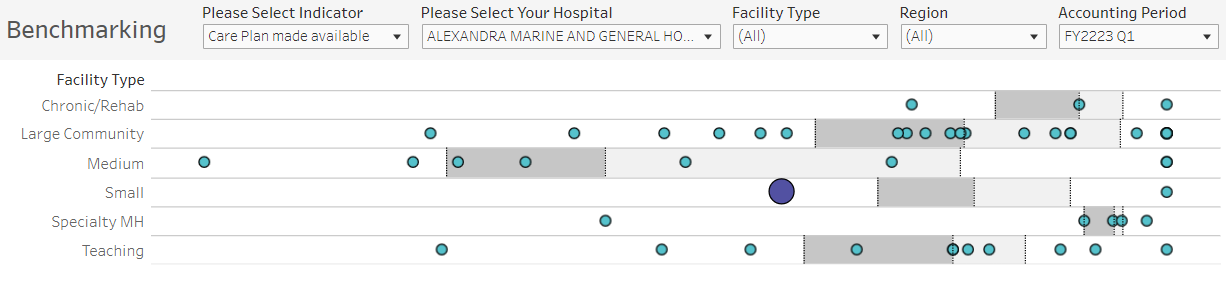 Benchmarking
Please Select Indicator
Care Plan made available
Please Select Your Hospital
ALEXANDRA MARINE AND GENERAL HO...
Facility Type
(All)
Region
(All)
Accounting Period
FY2223 Q1
Facility Type
Chronic/Rehab
Large Community
Medium
Small
Specialty MH
Teaching